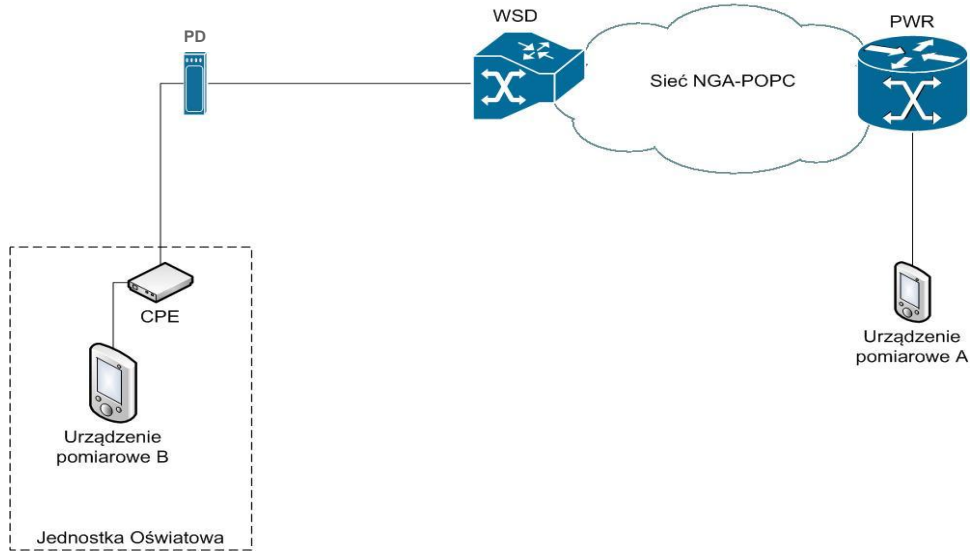 WSD
PWR
PD
Sieć NGA-POPC
CPE
Urządzenie
pomiarowe A
Urządzenie
pomiarowe B
Jednostka Oświatowa